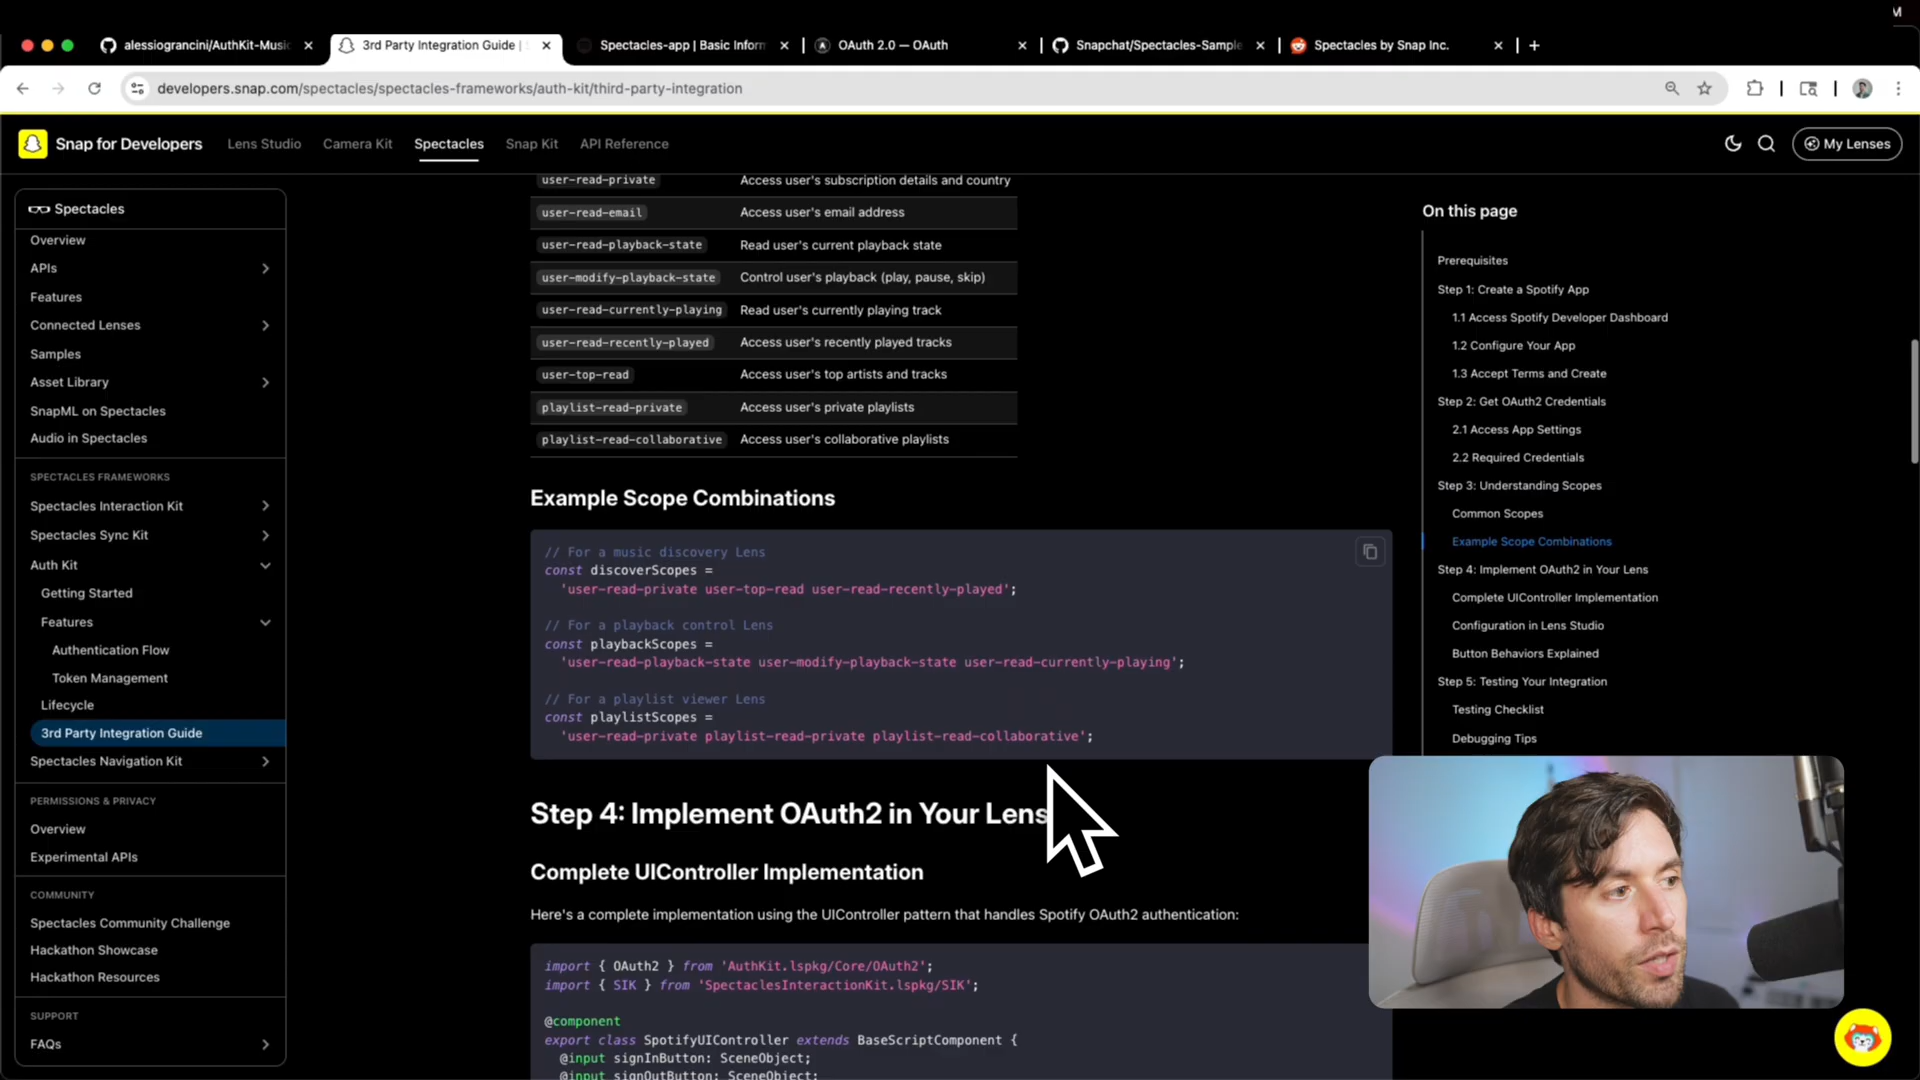 M
alessiograncini/AuthKit-Music
3rd Party Integration Guide |
Spectacles-app | Basic Inform
OAuth 2.0 — OAuth
Snapchat/Spectacles-Sample
Spectacles by Snap Inc.
developers.snap.com/spectacles/spectacles-frameworks/auth-kit/third-party-integration
Snap for Developers
Lens Studio
Camera Kit
Spectacles
Snap Kit
API Reference
My Lenses
Spectacles
Overview
APIs
Features
Connected Lenses
Samples
Asset Library
SnapML on Spectacles
Audio in Spectacles
SPECTACLES FRAMEWORKS
Spectacles Interaction Kit
Spectacles Sync Kit
Auth Kit
Getting Started
Features
Authentication Flow
Token Management
Lifecycle
3rd Party Integration Guide
Spectacles Navigation Kit
PERMISSIONS & PRIVACY
Overview
Experimental APIs
COMMUNITY
Spectacles Community Challenge
Hackathon Showcase
Hackathon Resources
SUPPORT
FAQs
user-read-private Access user's subscription details and country
user-read-email Access user's email address
user-read-playback-state Read user's current playback state
user-modify-playback-state Control user's playback (play, pause, skip)
user-read-currently-playing Read user's currently playing track
user-read-recently-played Access user's recently played tracks
user-top-read Access user's top artists and tracks
playlist-read-private Access user's private playlists
playlist-read-collaborative Access user's collaborative playlists
Example Scope Combinations
// For a music discovery Lens
const discoverScopes =
'user-read-private user-top-read user-read-recently-played';
// For a playback control Lens
const playbackScopes =
'user-read-playback-state user-modify-playback-state user-read-currently-playing';
// For a playlist viewer Lens
const playlistScopes =
'user-read-private playlist-read-private playlist-read-collaborative';
Step 4: Implement OAuth2 in Your Lens
Complete UIController Implementation
Here's a complete implementation using the UIController pattern that handles Spotify OAuth2 authentication:
import { OAuth2 } from 'AuthKit.lspkg/Core/OAuth2';
import { SIK } from 'SpectaclesInteractionKit.lspkg/SIK';
@component
export class SpotifyUIController extends BaseScriptComponent {
@input signInButton: SceneObject;
@input signOutButton: SceneObject;
On this page
Prerequisites
Step 1: Create a Spotify App
1.1 Access Spotify Developer Dashboard
1.2 Configure Your App
1.3 Accept Terms and Create
Step 2: Get OAuth2 Credentials
2.1 Access App Settings
2.2 Required Credentials
Step 3: Understanding Scopes
Common Scopes
Example Scope Combinations
Step 4: Implement OAuth2 in Your Lens
Complete UIController Implementation
Configuration in Lens Studio
Button Behaviors Explained
Step 5: Testing Your Integration
Testing Checklist
Debugging Tips